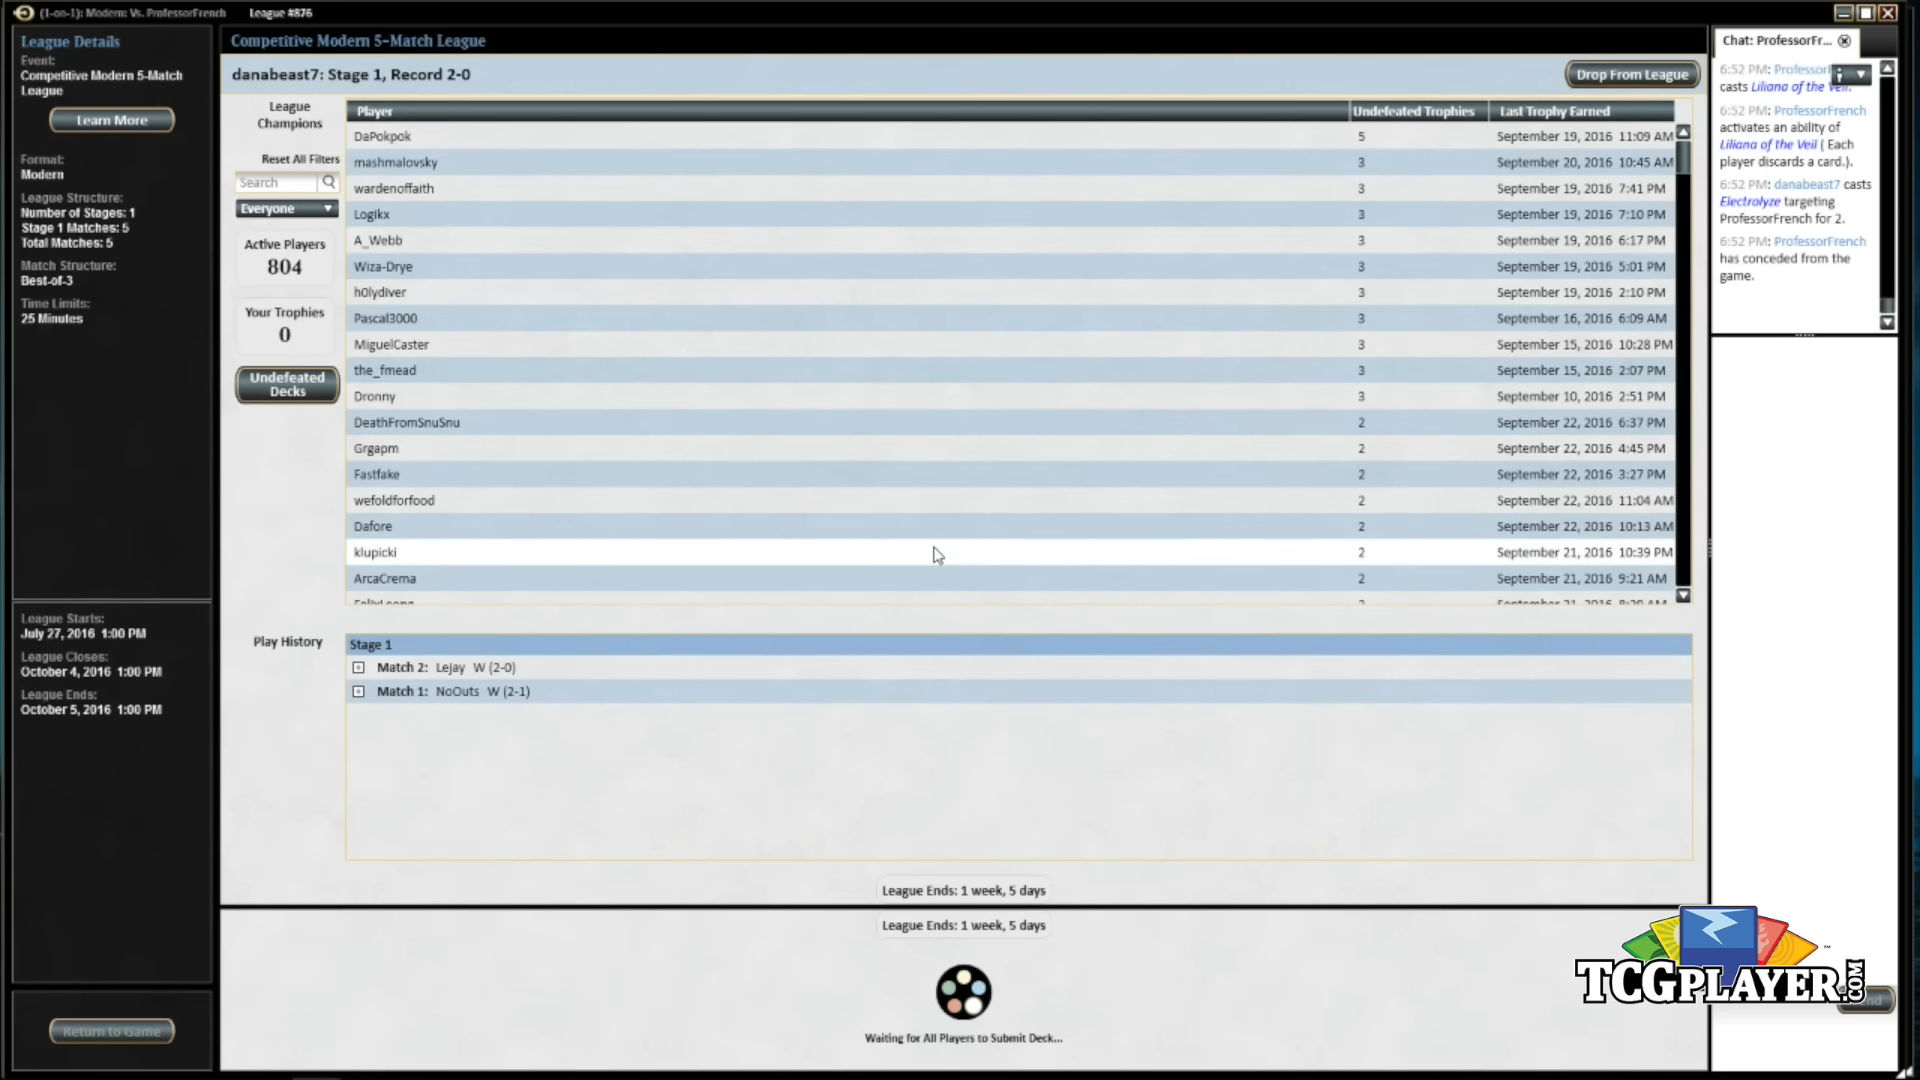 (1-on-1): Modern: Vs. ProfessorFrench
League #876
League Details
Event:
Competitive Modern 5-Match
League
Learn More
Format:
Modern
League Structure:
Number of Stages: 1
Stage 1 Matches: 5
Total Matches: 5
Match Structure:
Best-of-3
Time Limits:
25 Minutes
League Starts:
July 27, 2016 1:00 PM
League Closes:
October 4, 2016 1:00 PM
League Ends:
October 5, 2016 1:00 PM
Return to Game
Competitive Modern 5-Match League
danabeast7: Stage 1, Record 2-0
Drop From League
League
Champions
Reset All Filters
Search
Everyone
Active Players
804
Your Trophies
0
Undefeated
Decks
Player Undefeated Trophies Last Trophy Earned
DaPokpok 5 September 19, 2016 11:09 AM
mashmalovsky 3 September 20, 2016 10:45 AM
wardenoffaith 3 September 19, 2016 7:41 PM
Logikx 3 September 19, 2016 7:10 PM
A_Webb 3 September 19, 2016 6:17 PM
Wiza-Drye 3 September 19, 2016 5:01 PM
h0lydiver 3 September 19, 2016 2:10 PM
Pascal3000 3 September 16, 2016 6:09 AM
MiguelCaster 3 September 15, 2016 10:28 PM
the_fmead 3 September 15, 2016 2:07 PM
Dronny 3 September 10, 2016 2:51 PM
DeathFromSnuSnu 2 September 22, 2016 6:37 PM
Grgapm 2 September 22, 2016 4:45 PM
Fastfake 2 September 22, 2016 3:27 PM
wefoldforfood 2 September 22, 2016 11:04 AM
Dafore 2 September 22, 2016 10:13 AM
klupicki 2 September 21, 2016 10:39 PM
ArcaCrema 2 September 21, 2016 9:21 AM
Play History
Stage 1
Match 2: Lejay W (2-0)
Match 1: NoOuts W (2-1)
League Ends: 1 week, 5 days
League Ends: 1 week, 5 days
Waiting for All Players to Submit Deck...
Chat: ProfessorFr...
6:52 PM: Professor
casts Liliana of the Veil.
6:52 PM: ProfessorFrench
activates an ability of
Liliana of the Veil ( Each
player discards a card.).
6:52 PM: danabeast7 casts
Electrolyze targeting
ProfessorFrench for 2.
6:52 PM: ProfessorFrench
has conceded from the
game.
TCGPLAYER.COM
™